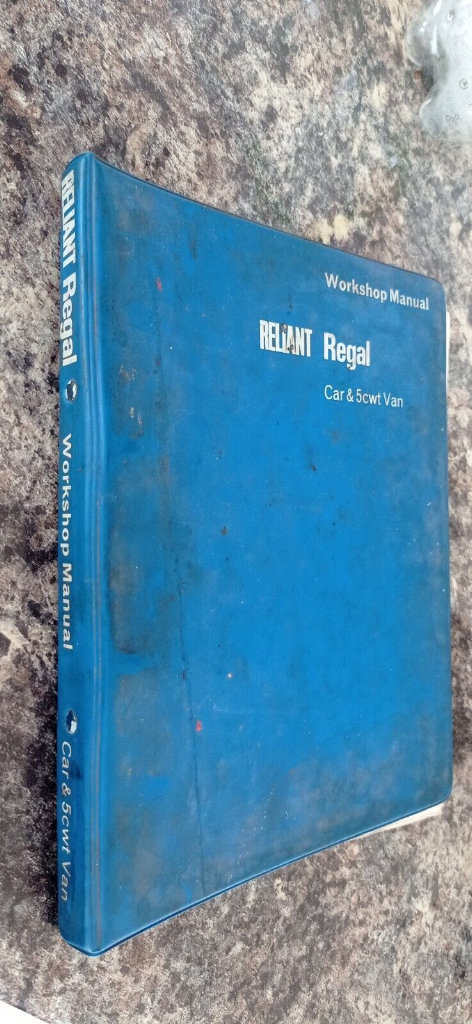 Workshop Manual
RELIANT Regal
Car & 5cwt Van
RELIANT Regal Workshop Manual Car & 5cwt Van